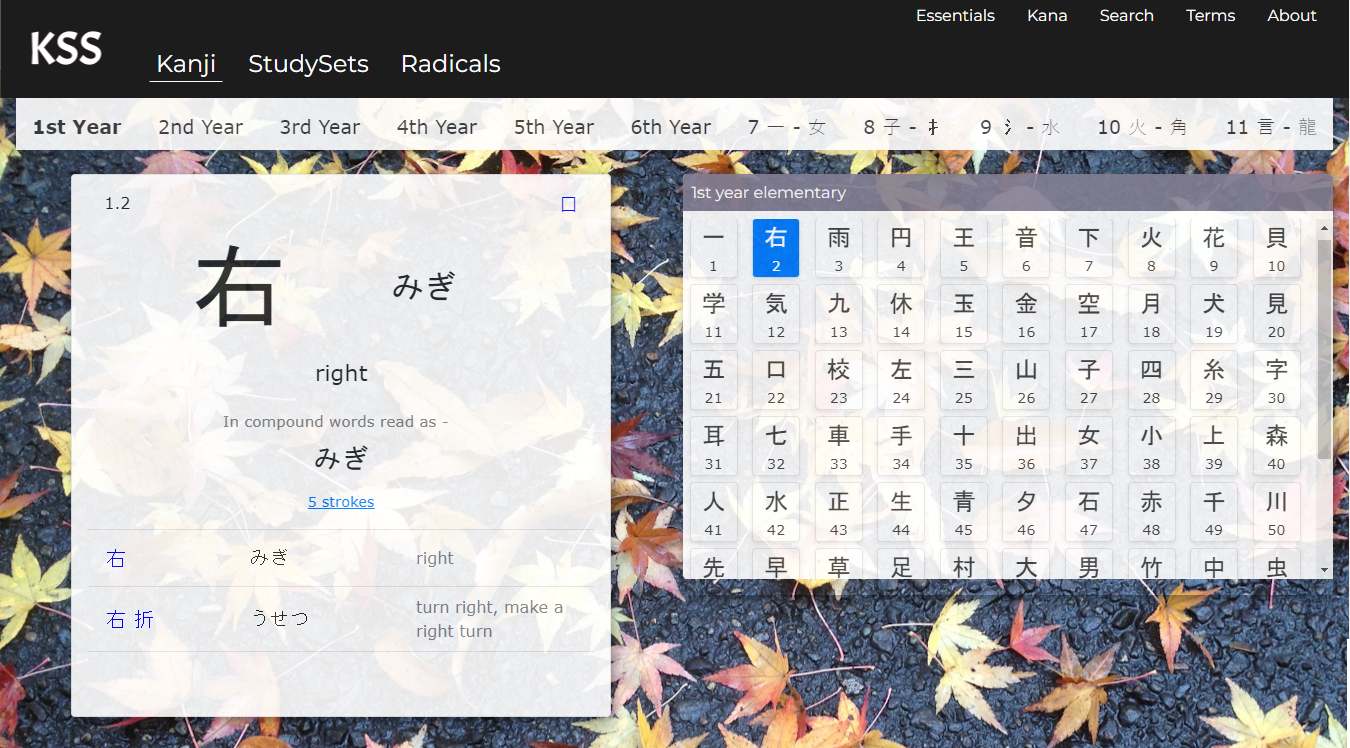 Essentials Kana Search Terms About
KSS
Kanji StudySets Radicals
1st Year 2nd Year 3rd Year 4th Year 5th Year 6th Year 7 一 - 女 8 子 - 扌 9 氵 - 水 10 火 - 角 11 言 - 龍
1.2 口
右 みぎ
right
In compound words read as -
みぎ
5 strokes
右 みぎ right
右 折 うせつ turn right, make a
right turn
1st year elementary
一 右 雨 円 王 音 下 火 花 貝
1 2 3 4 5 6 7 8 9 10
学 気 九 休 玉 金 空 月 犬 見
11 12 13 14 15 16 17 18 19 20
五 口 校 左 三 山 子 四 糸 字
21 22 23 24 25 26 27 28 29 30
耳 七 車 手 十 出 女 小 上 森
31 32 33 34 35 36 37 38 39 40
人 水 正 生 青 夕 石 赤 千 川
41 42 43 44 45 46 47 48 49 50
先 早 草 足 村 大 男 竹 中 虫